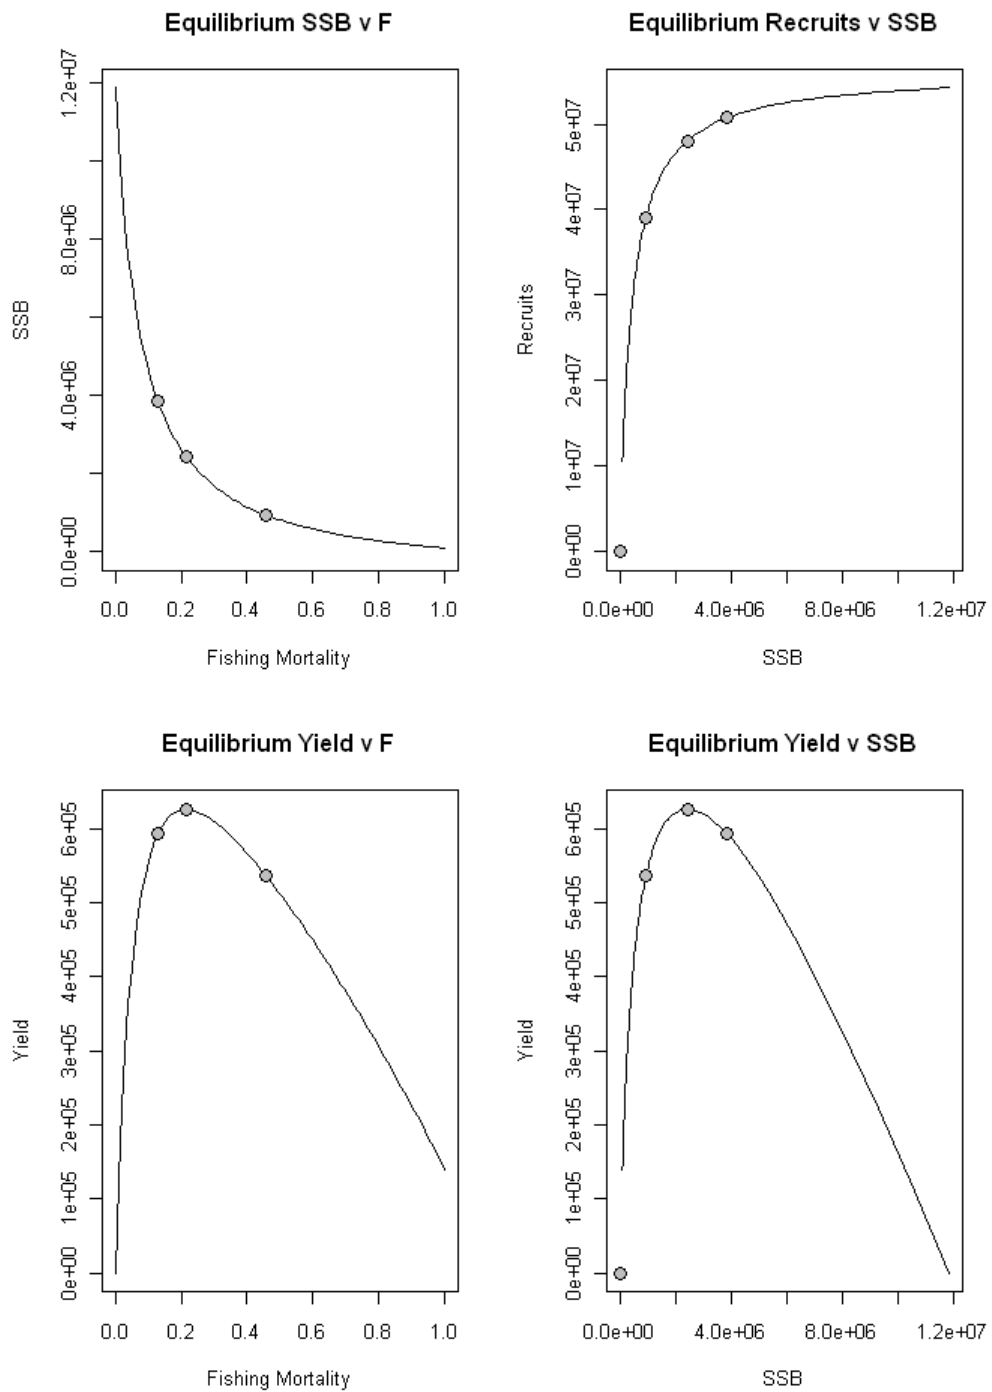 Equilibrium SSB v F
SSB
1.2e+07
8.0e+06
4.0e+06
0.0e+00
0.0 0.2 0.4 0.6 0.8 1.0
Fishing Mortality
Equilibrium Recruits v SSB
Recruits
5e+07
4e+07
3e+07
2e+07
1e+07
0e+00
0.0e+00 4.0e+06 8.0e+06 1.2e+07
SSB
Equilibrium Yield v F
Yield
6e+05
5e+05
4e+05
3e+05
2e+05
1e+05
0e+00
0.0 0.2 0.4 0.6 0.8 1.0
Fishing Mortality
Equilibrium Yield v SSB
Yield
6e+05
5e+05
4e+05
3e+05
2e+05
1e+05
0e+00
0.0e+00 4.0e+06 8.0e+06 1.2e+07
SSB